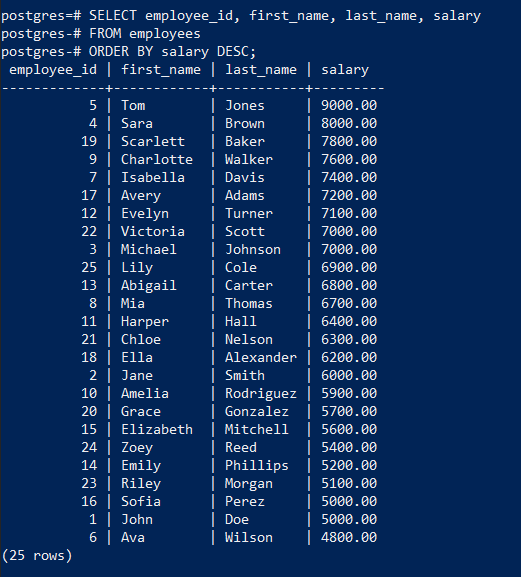 postgres=# SELECT employee_id, first_name, last_name, salary
postgres-# FROM employees
postgres-# ORDER BY salary DESC;
 employee_id | first_name | last_name | salary
-------------+------------+-----------+---------
           5 | Tom        | Jones     | 9000.00
           4 | Sara       | Brown     | 8000.00
          19 | Scarlett   | Baker     | 7800.00
           9 | Charlotte  | Walker    | 7600.00
           7 | Isabella   | Davis     | 7400.00
          17 | Avery      | Adams     | 7200.00
          12 | Evelyn     | Turner    | 7100.00
          22 | Victoria   | Scott     | 7000.00
           3 | Michael    | Johnson   | 7000.00
          25 | Lily       | Cole      | 6900.00
          13 | Abigail    | Carter    | 6800.00
           8 | Mia        | Thomas    | 6700.00
          11 | Harper     | Hall      | 6400.00
          21 | Chloe      | Nelson    | 6300.00
          18 | Ella       | Alexander | 6200.00
           2 | Jane       | Smith     | 6000.00
          10 | Amelia     | Rodriguez | 5900.00
          20 | Grace      | Gonzalez  | 5700.00
          15 | Elizabeth  | Mitchell  | 5600.00
          24 | Zoey       | Reed      | 5400.00
          14 | Emily      | Phillips  | 5200.00
          23 | Riley      | Morgan    | 5100.00
          16 | Sofia      | Perez     | 5000.00
           1 | John       | Doe       | 5000.00
           6 | Ava        | Wilson    | 4800.00
(25 rows)